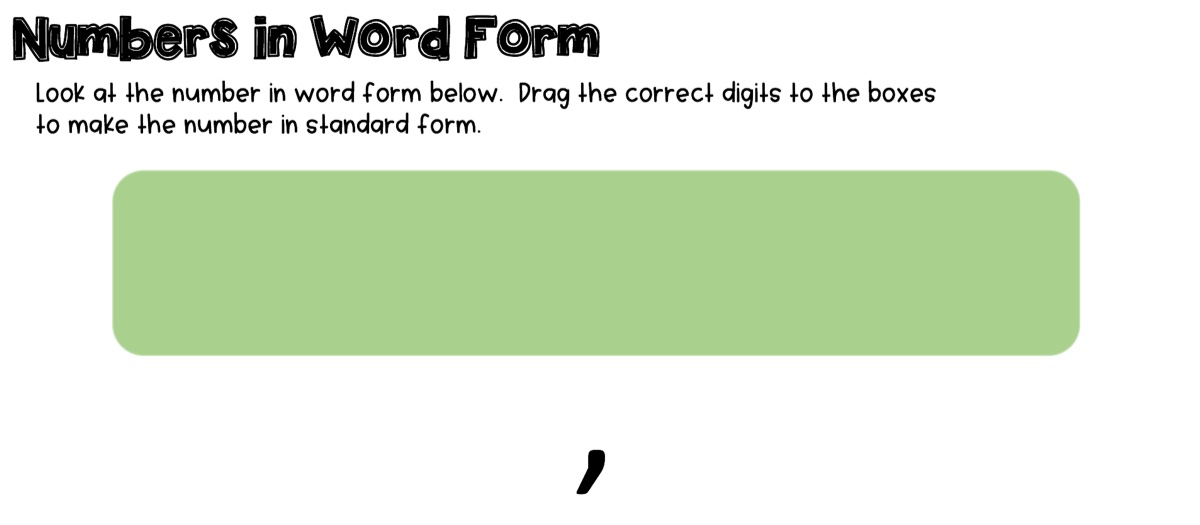 Numbers in Word Form
Look at the number in word form below. Drag the correct digits to the boxes
to make the number in standard form.
,